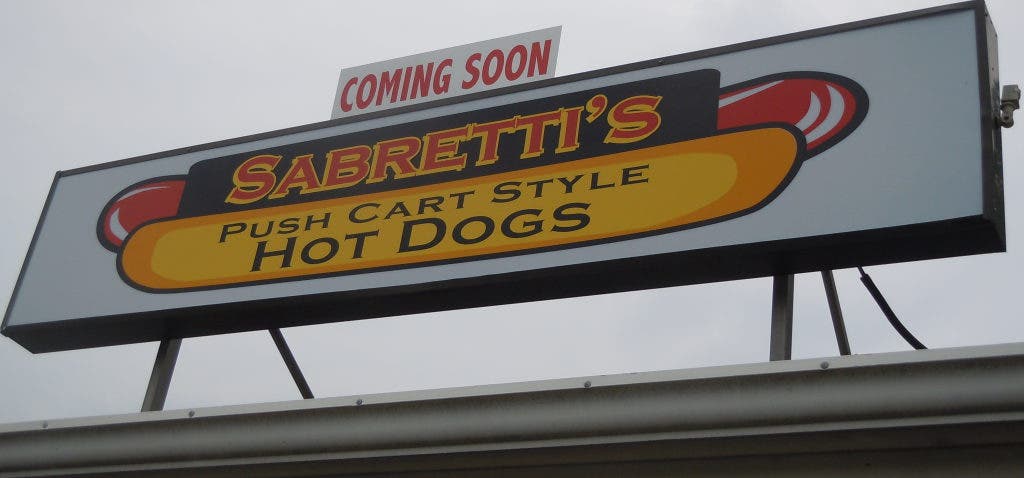 COMING SOON
SABRETTI'S
PUSH CART STYLE
HOT DOGS